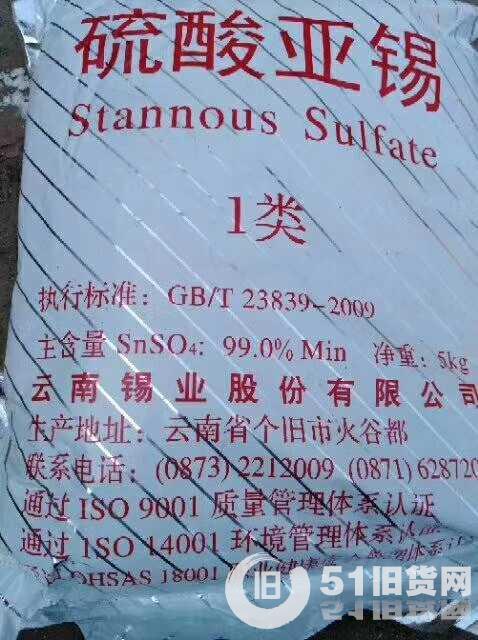 硫酸亚锡
Stannous Sulfate
1类
执行标准：GB/T 23839-2009
主含量 SnSO₄：99.0% Min 净重：5kg
云南锡业股份有限公司
生产地址：云南省个旧市火谷都
联系电话：(0873) 2212009 (0871) 628720
通过 ISO 9001 质量管理体系认证
通过 ISO 14001 环境管理体系认证
OHSAS 18001
旧 51旧货网